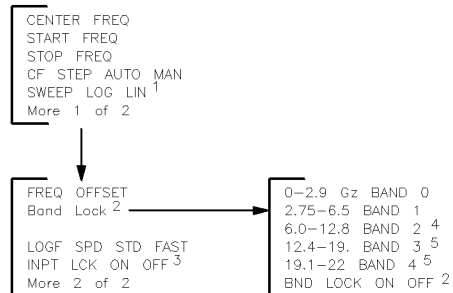 CENTER FREQ
START FREQ
STOP FREQ
CF STEP AUTO MAN
SWEEP LOG LIN 1
More 1 of 2
FREQ OFFSET
Band Lock 2
LOGF SPD STD FAST
INPT LCK ON OFF 3
More 2 of 2
0-2.9 Gz BAND 0
2.75-6.5 BAND 1
6.0-12.8 BAND 2 4
12.4-19. BAND 3 5
19.1-22 BAND 4 5
BND LOCK ON OFF 2